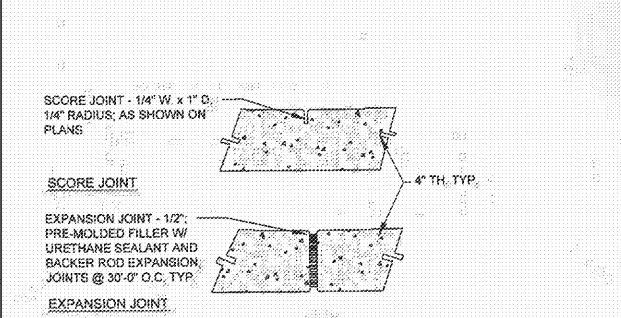 SCORE JOINT - 1/4" W. x 1" D,
1/4" RADIUS; AS SHOWN ON
PLANS
SCORE JOINT
4" TH. TYP.
EXPANSION JOINT - 1/2";
PRE-MOLDED FILLER W/
URETHANE SEALANT AND
BACKER ROD EXPANSION,
JOINTS @ 30'-0" O.C. TYP.
EXPANSION JOINT